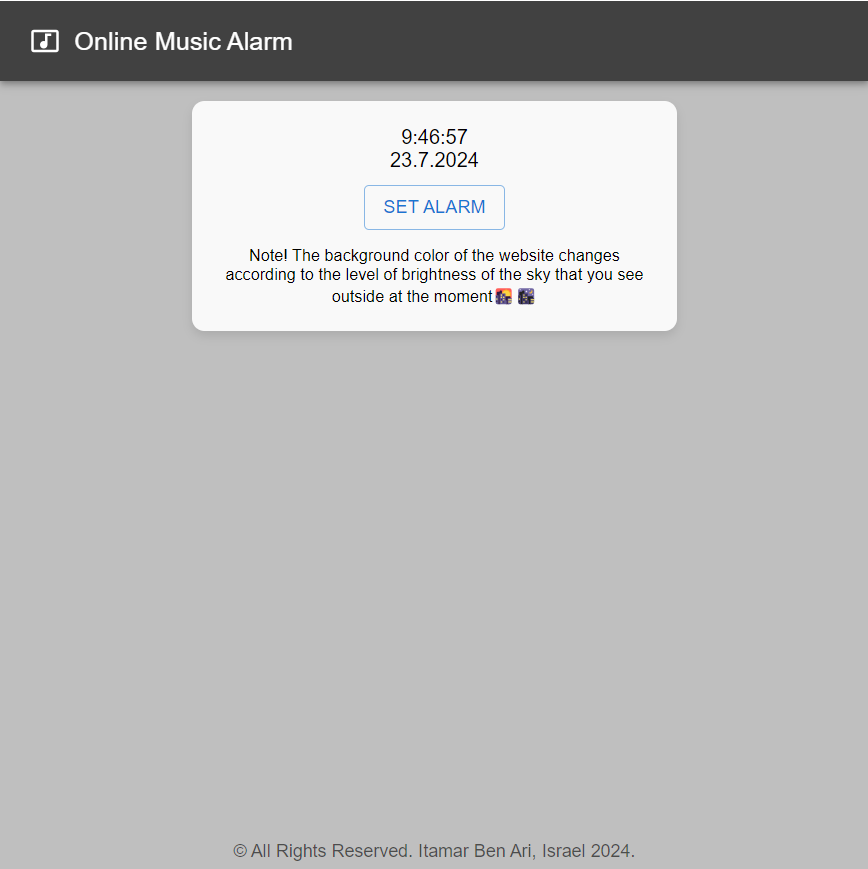 Online Music Alarm
9:46:57
23.7.2024
SET ALARM
Note! The background color of the website changes
according to the level of brightness of the sky that you see
outside at the moment🌇 🌃
© All Rights Reserved. Itamar Ben Ari, Israel 2024.